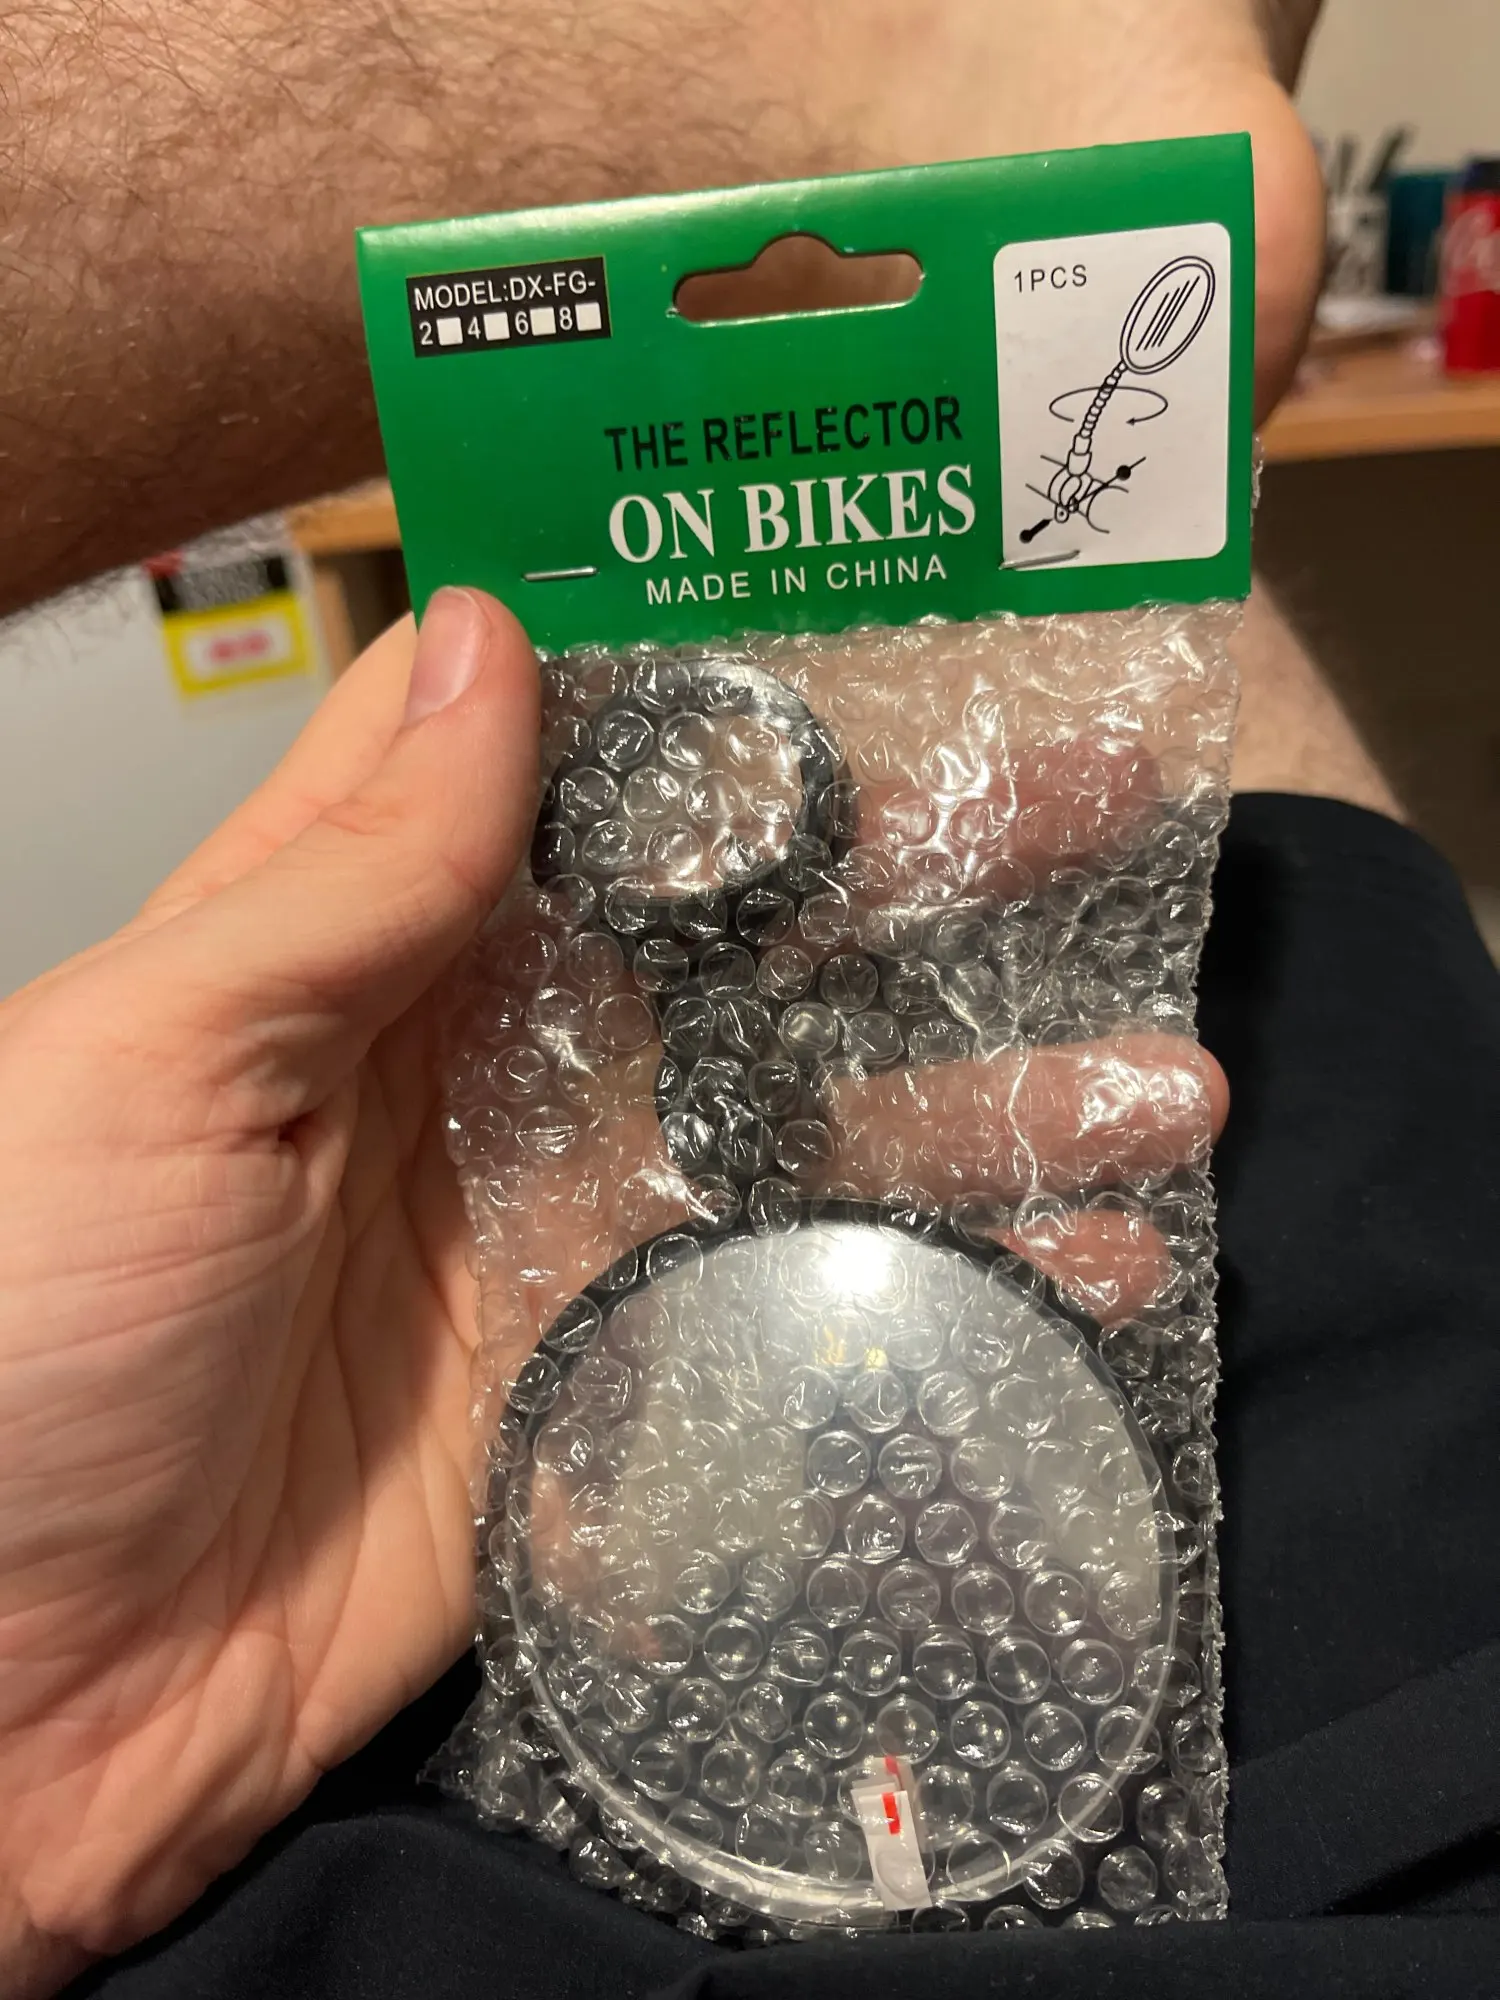 MODEL:DX-FG-
2 4 6 8
1PCS
THE REFLECTOR
ON BIKES
MADE IN CHINA